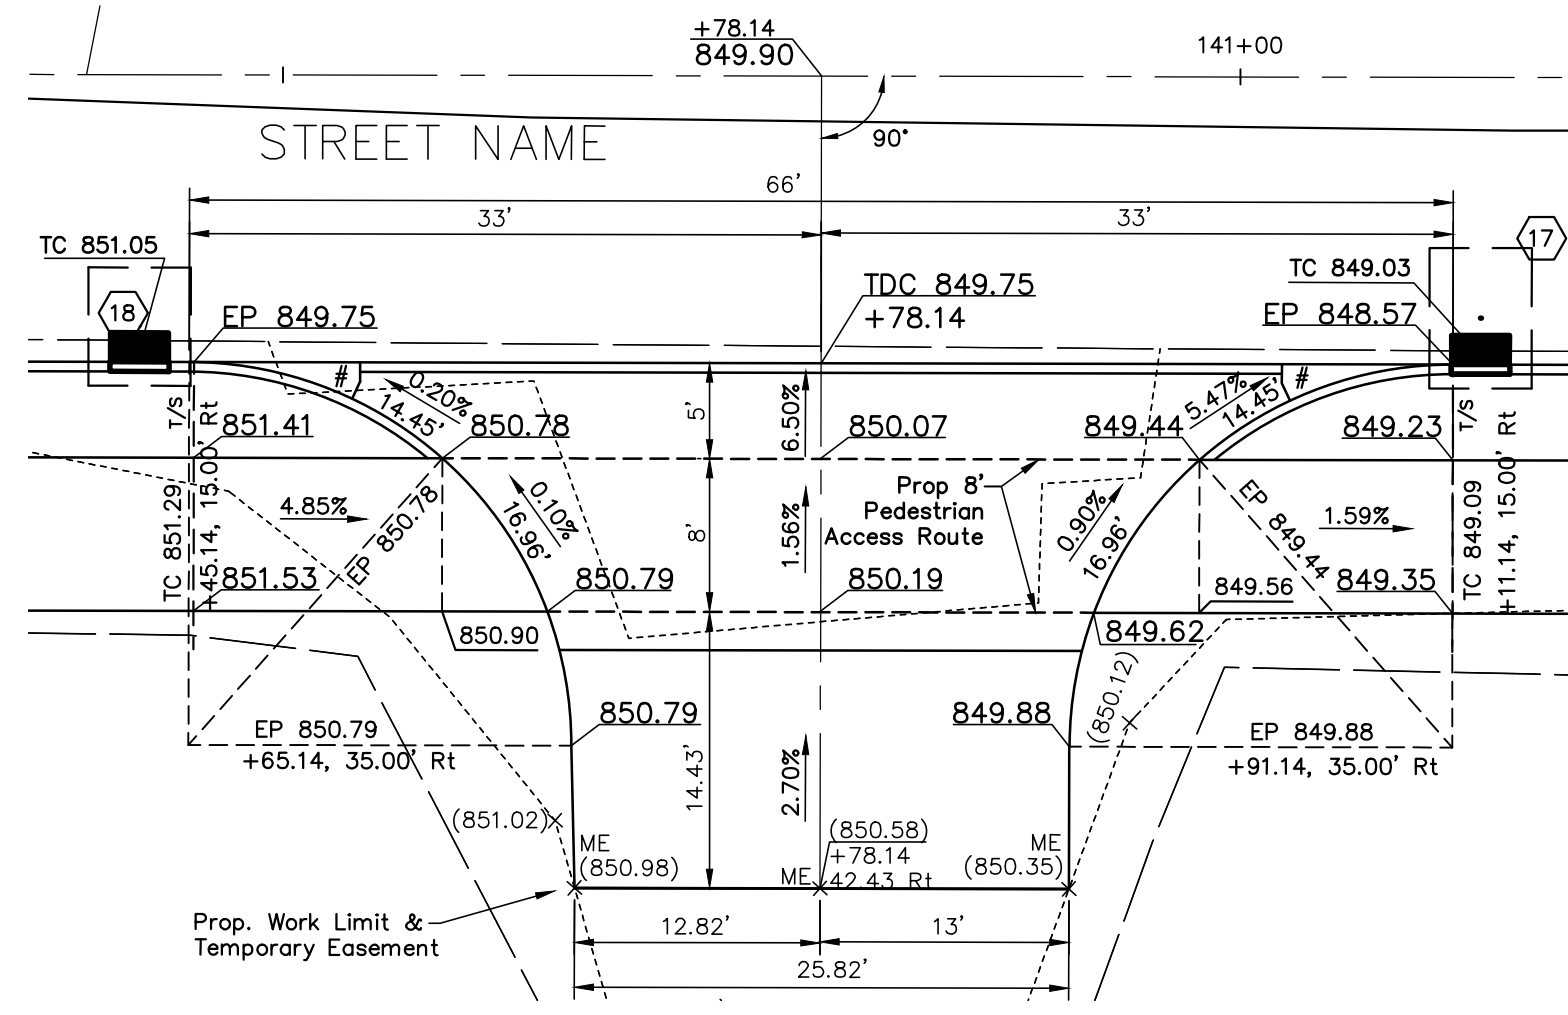 +78.14
849.90
141+00
90°
STREET NAME
66'
33'
33'
TC 851.05
18
EP 849.75
TDC 849.75
+78.14
TC 849.03
17
EP 848.57
#
#
0.20%
14.45'
5.47%
14.45'
T/S
T/S
851.41
850.78
5'
6.50%
850.07
849.44
849.23
TC 851.29
+45.14, 15.00' Rt
4.85%
EP 850.78
0.10%
16.96'
8'
1.56%
Prop 8'
Pedestrian
Access Route
0.90%
16.96'
EP 849.44
1.59%
TC 849.09
+11.14, 15.00' Rt
851.53
850.79
850.19
849.56
849.35
850.90
849.62
(850.12)
EP 850.79
+65.14, 35.00' Rt
850.79
849.88
EP 849.88
+91.14, 35.00' Rt
14.43'
2.70%
(851.02)
ME
(850.98)
(850.58)
+78.14
42.43 Rt
ME
ME
(850.35)
Prop. Work Limit &
Temporary Easement
12.82'
13'
25.82'